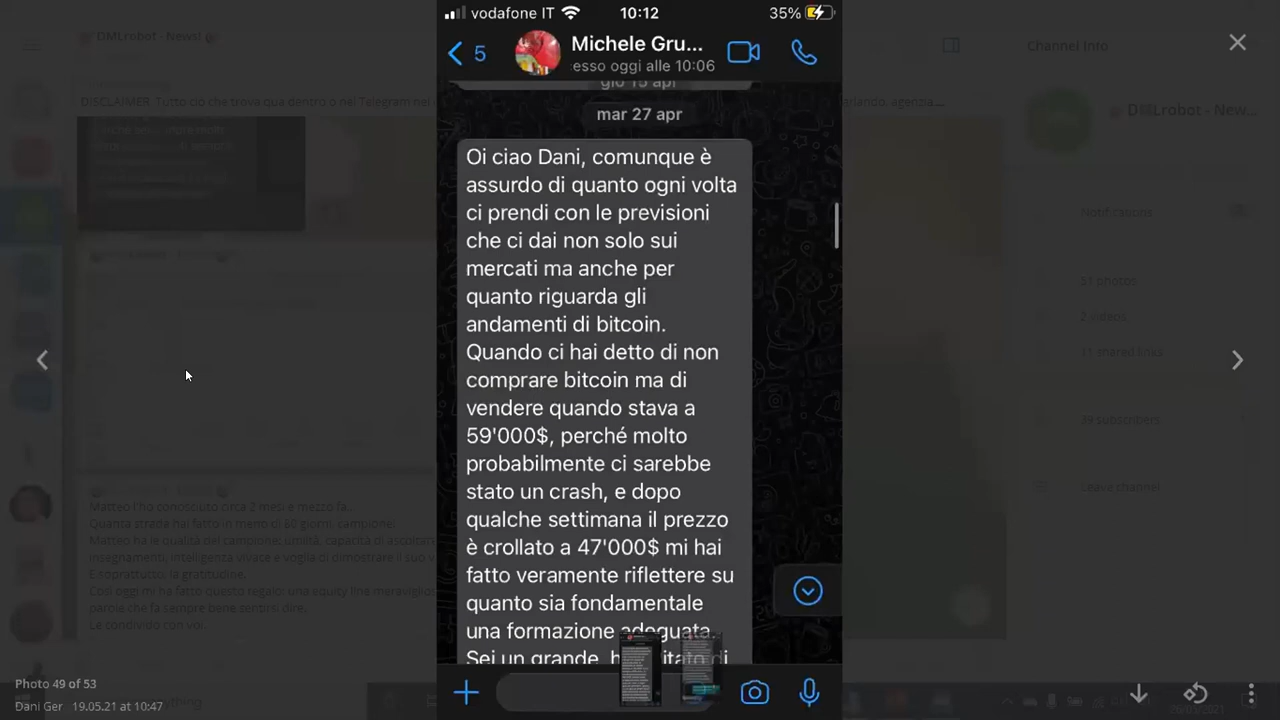 vodafone IT
10:12
35%
5
Michele Gru...
esso oggi alle 10:06
gio 15 apr
mar 27 apr
Oi ciao Dani, comunque è
assurdo di quanto ogni volta
ci prendi con le previsioni
che ci dai non solo sui
mercati ma anche per
quanto riguarda gli
andamenti di bitcoin.
Quando ci hai detto di non
comprare bitcoin ma di
vendere quando stava a
59'000$, perché molto
probabilmente ci sarebbe
stato un crash, e dopo
qualche settimana il prezzo
è crollato a 47'000$ mi hai
fatto veramente riflettere su
quanto sia fondamentale
una formazione adeguata.
Sei un grande, di
DMLrobot - News!
DISCLAIMER: Tutto ciò che trova qua dentro o nel Telegram nel
agenzia ...
Matteo l'ho conosciuto circa 2 mesi e mezzo fa.
Quanta strada hai fatto in meno di 80 giorni, campione!
Matteo ha le qualità del campione: umiltà, capacità di ascoltare
insegnamenti, intelligenza vivace e voglia di dimostrare il suo
E soprattutto: la gratitudine.
Così oggi mi ha fatto questo regalo: una equity line
parole che fa sempre bene sentirsi dire.
Le condivido con voi.
Channel Info
Notifications
51 photos
2 videos
11 shared links
79 subscribers
Leave channel
Photo 49 of 53
Dani Ger 19.05.21 at 10:47